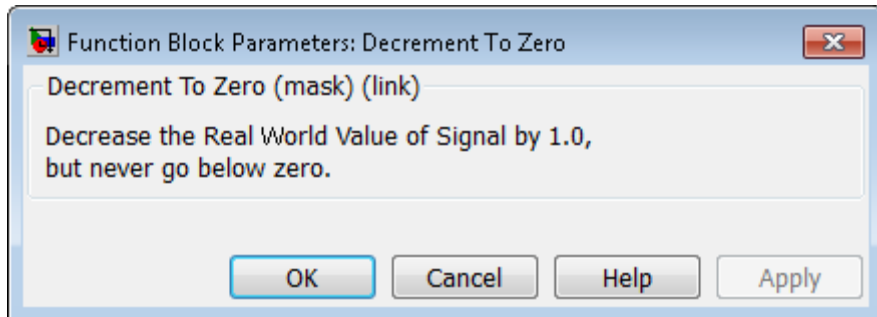 Function Block Parameters: Decrement To Zero
Decrement To Zero (mask) (link)
Decrease the Real World Value of Signal by 1.0,
but never go below zero.
OK Cancel Help Apply